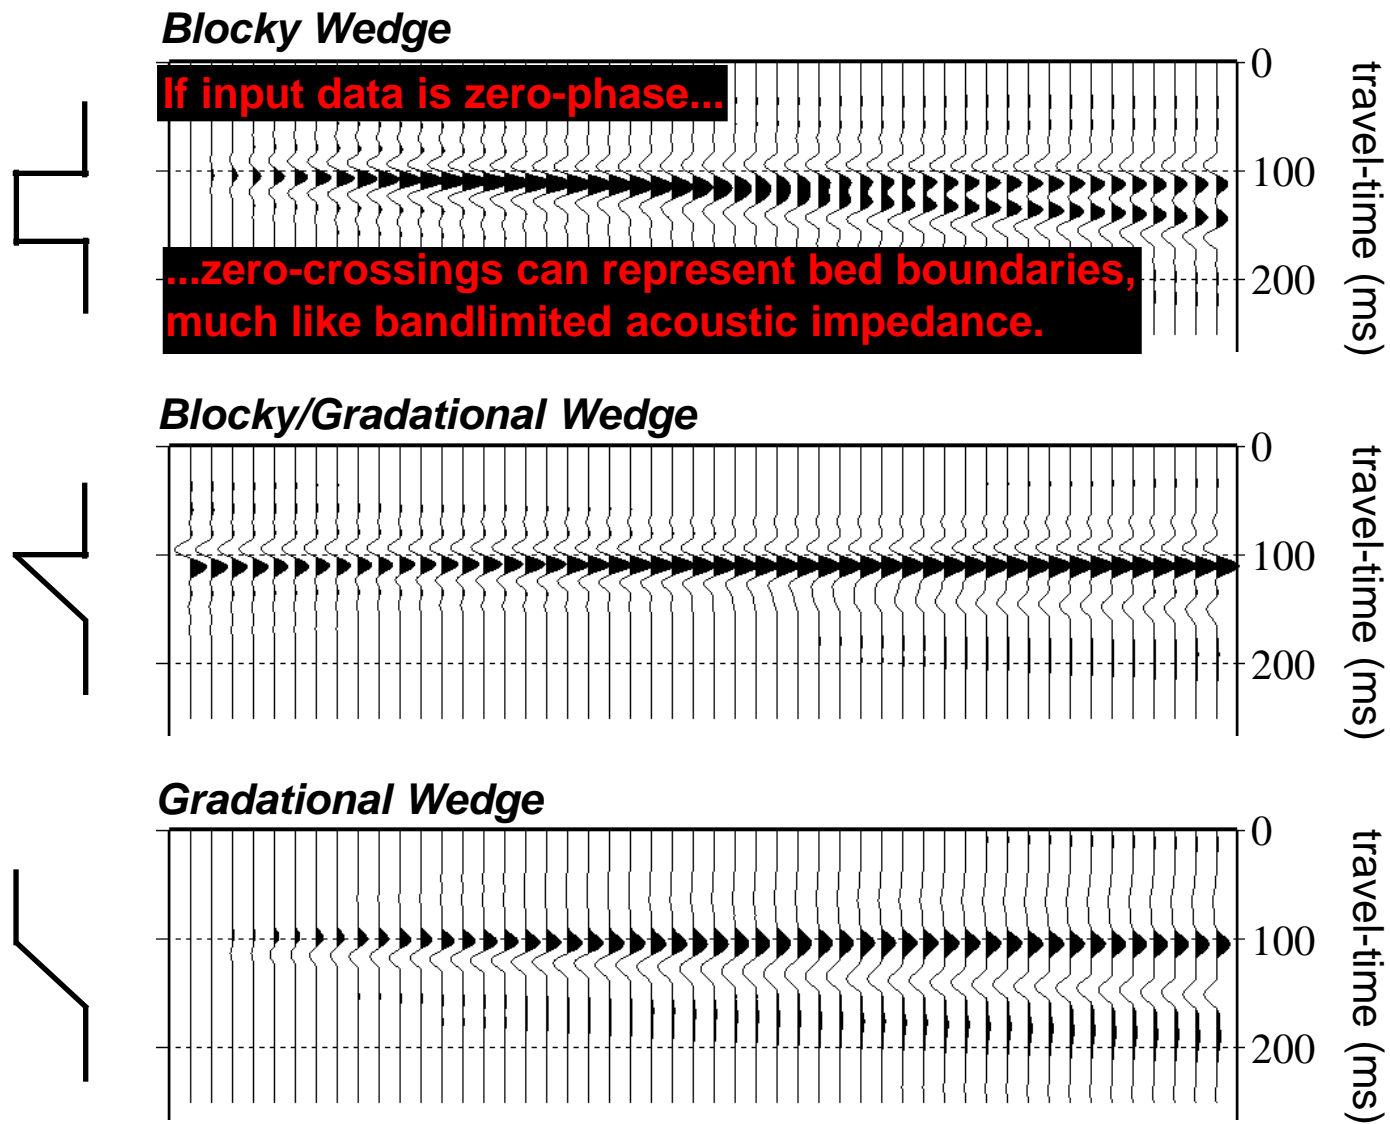 Blocky Wedge
If input data is zero-phase...
0
100
200
travel-time (ms)
...zero-crossings can represent bed boundaries,
much like bandlimited acoustic impedance.
Blocky/Gradational Wedge
0
100
200
travel-time (ms)
Gradational Wedge
0
100
200
travel-time (ms)